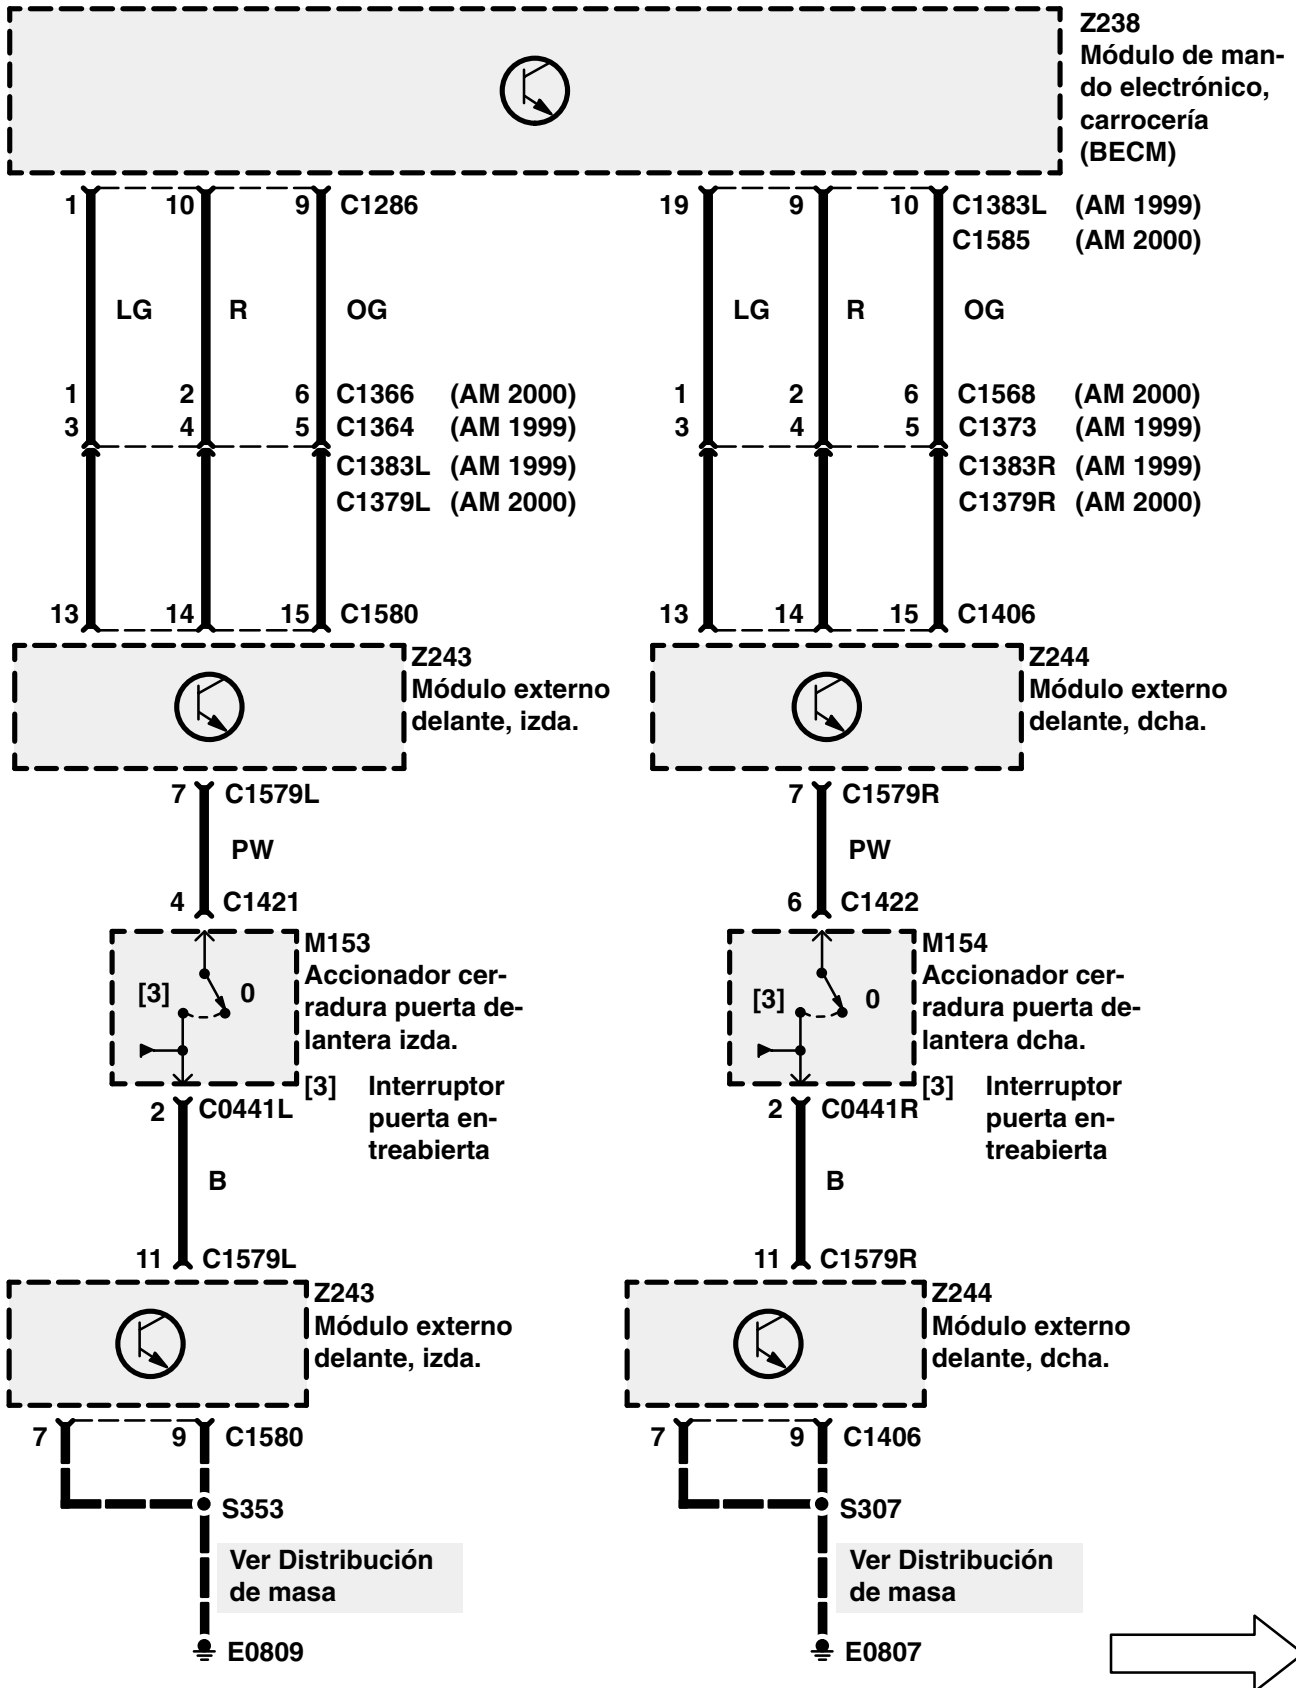 Z238
Módulo de man-
do electrónico,
carrocería
(BECM)
1 10 9 C1286 19 9 10 C1383L (AM 1999)
C1585 (AM 2000)
LG R OG LG R OG
1 2 6 C1366 (AM 2000) 1 2 6 C1568 (AM 2000)
3 4 5 C1364 (AM 1999) 3 4 5 C1373 (AM 1999)
C1383L (AM 1999) C1383R (AM 1999)
C1379L (AM 2000) C1379R (AM 2000)
13 14 15 C1580 13 14 15 C1406
Z243
Módulo externo
delante, izda.
Z244
Módulo externo
delante, dcha.
7 C1579L 7 C1579R
PW PW
4 C1421 6 C1422
M153
Accionador cer-
radura puerta de-
lantera izda.
[3] 0
[3] Interruptor
puerta en-
treabierta
M154
Accionador cer-
radura puerta de-
lantera dcha.
[3] 0
[3] Interruptor
puerta en-
treabierta
2 C0441L 2 C0441R
B B
11 C1579L 11 C1579R
Z243
Módulo externo
delante, izda.
Z244
Módulo externo
delante, dcha.
7 9 C1580 7 9 C1406
S353 S307
Ver Distribución
de masa
Ver Distribución
de masa
E0809 E0807